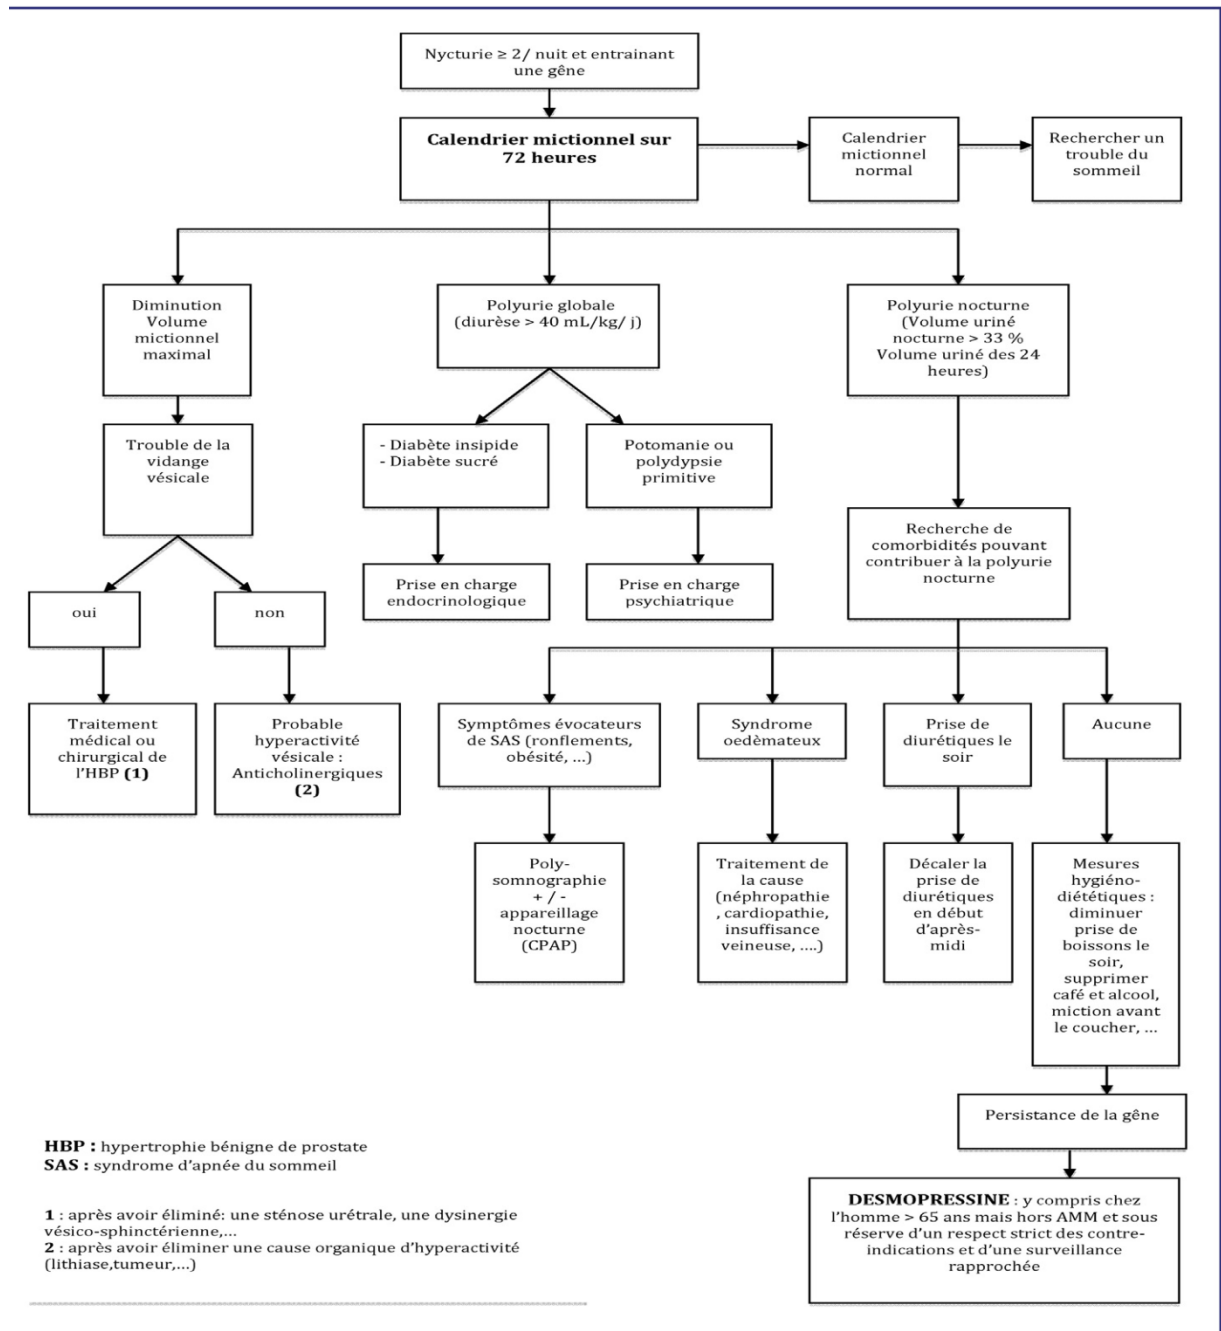 Nycturie ≥ 2/ nuit et entrainant
une gêne
Calendrier mictionnel sur
72 heures
Calendrier
mictionnel
normal
Rechercher un
trouble du
sommeil
Diminution
Volume
mictionnel
maximal
Polyurie globale
(diurèse > 40 mL/kg/ j)
Polyurie nocturne
(Volume uriné
nocturne > 33 %
Volume uriné des 24
heures)
Trouble de la
vidange
vésicale
- Diabète insipide
- Diabète sucré
Potomanie ou
polydypsie
primitive
Recherche de
comorbidités pouvant
contribuer à la polyurie
nocturne
oui
non
Prise en charge
endocrinologique
Prise en charge
psychiatrique
Traitement
médical ou
chirurgical de
l'HBP (1)
Probable
hyperactivité
vésicale :
Anticholinergiques
(2)
Symptômes évocateurs
de SAS (ronflements,
obésité, ...)
Syndrome
oedèmateux
Prise de
diurétiques le
soir
Aucune
Poly-
somnographie
+ / -
appareillage
nocturne
(CPAP)
Traitement de
la cause
(néphropathie
, cardiopathie,
insuffisance
veineuse, ....)
Décaler la
prise de
diurétiques
en début
d'après-
midi
Mesures
hygiéno-
diététiques :
diminuer
prise de
boissons le
soir,
supprimer
café et alcool,
miction avant
le coucher, ...
Persistance de la gêne
DESMOPRESSINE : y compris chez
l'homme > 65 ans mais hors AMM et sous
réserve d'un respect strict des contre-
indications et d'une surveillance
rapprochée
HBP : hypertrophie bénigne de prostate
SAS : syndrome d'apnée du sommeil
1 : après avoir éliminé: une sténose urétrale, une dysinergie
vésico-sphinctérienne,...
2 : après avoir éliminer une cause organique d'hyperactivité
(lithiase,tumeur,...)